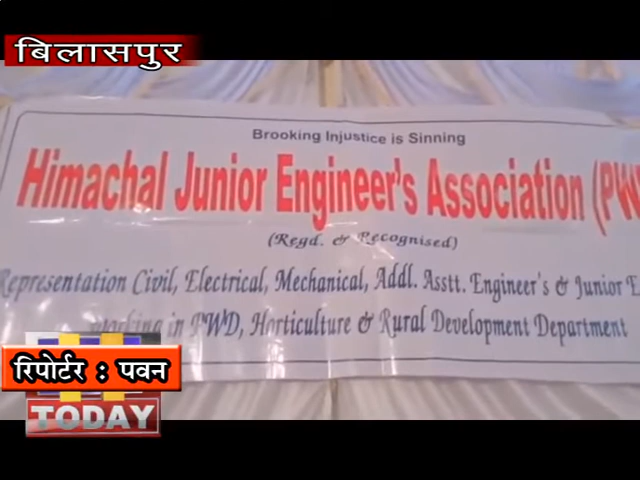 बिलासपुर
Brooking Injustice is Sinning
Himachal Junior Engineer's Association (PW
(Regd. & Recognised)
Representation Civil, Electrical, Mechanical, Addl. Asstt. Engineer's & Junior E
working in PWD, Horticulture & Rural Development Department
रिपोर्टर : पवन
TODAY